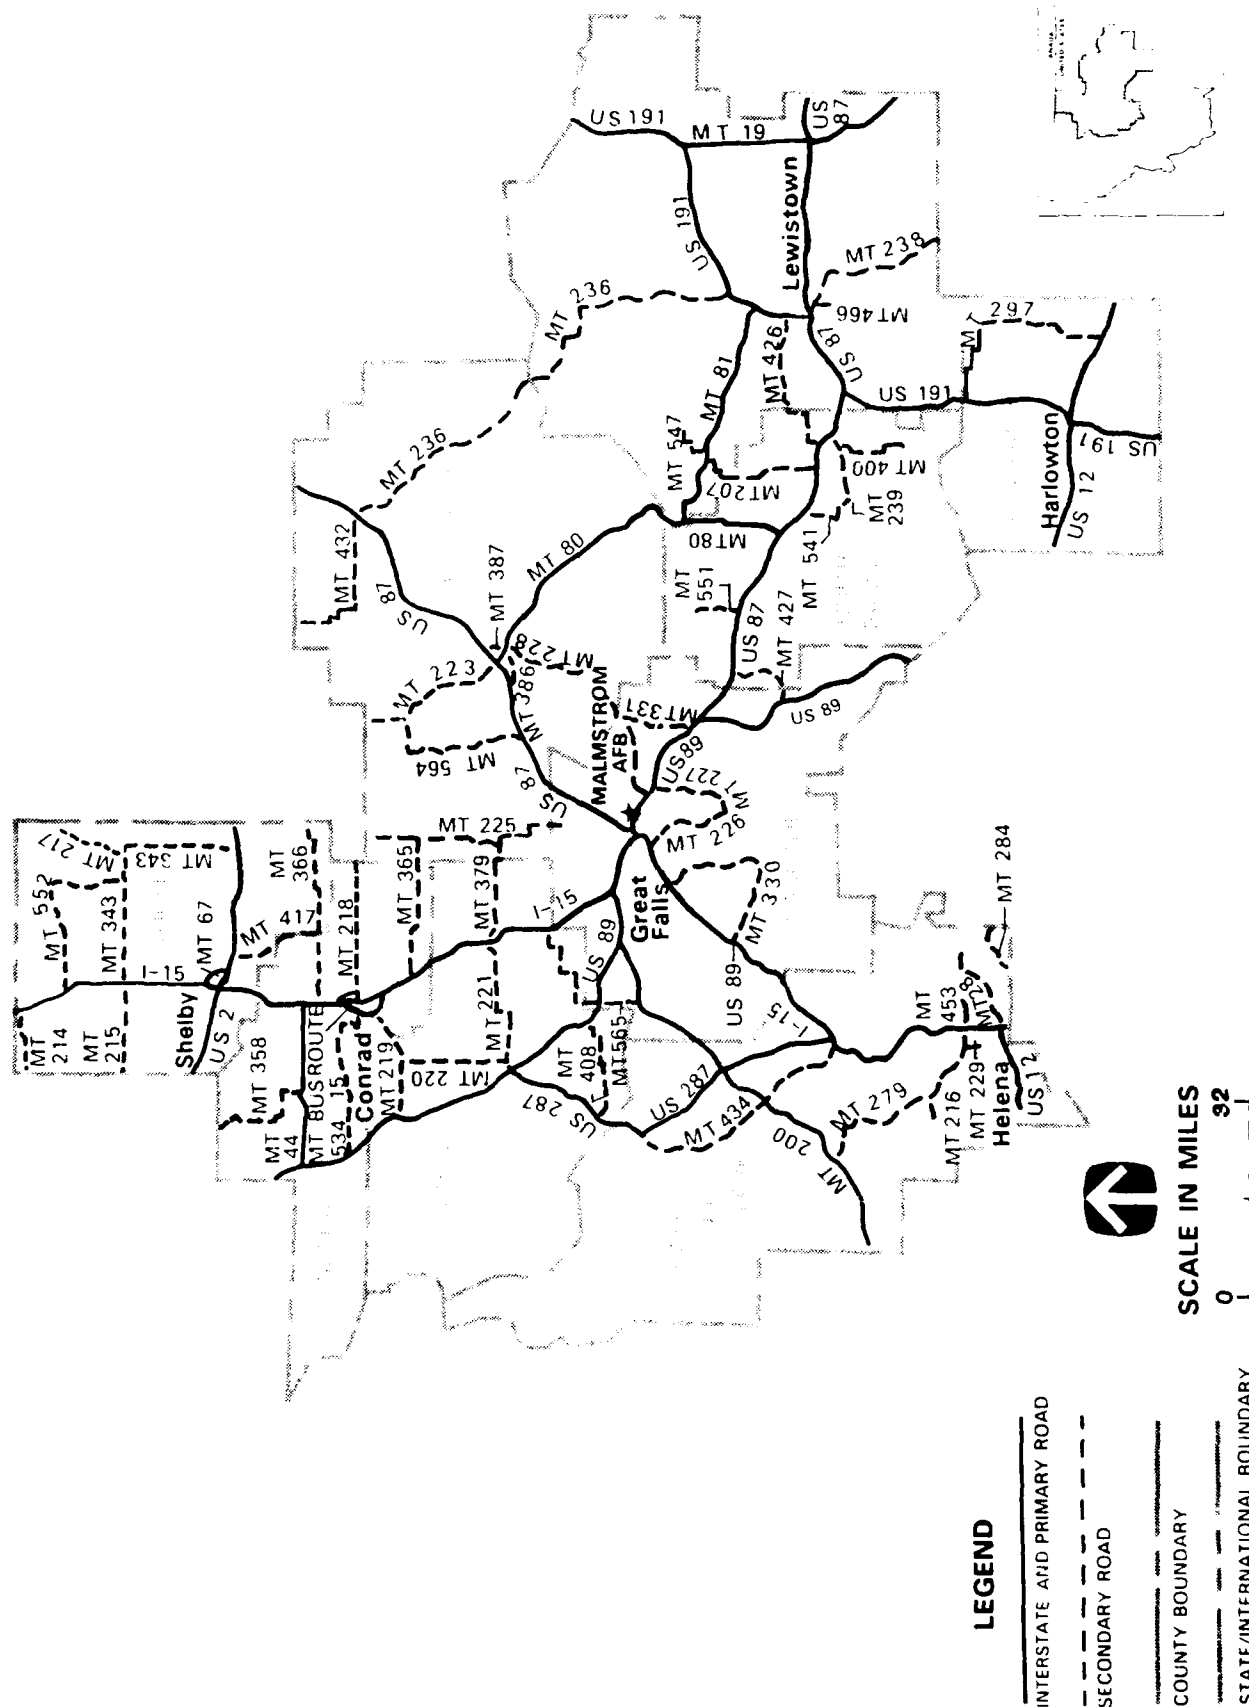 US 191
MT 19
US
87
US 191
Lewistown
MT 238
MT
236
MT 466
MT
297
MT 81
MT 426
US 87
US 191
MT 236
MT
547
MT 207
MT 400
MT
239
Harlowton
US 191
US 12
MT 432
US
87
MT 80
MT 387
MT 80
MT
541
MT
551
MT 427
US 87
MT 228
MT 223
MT 386
MT 564
MALMSTROM
AFB
MT 331
US 89
US 89
US
87
MT 227
MT 226
MT 217
MT 343
MT
366
MT 225
MT 552
MT 343
MT 67
MT
417
MT 218
MT 365
MT 379
I-15
Great
Falls
MT
330
MT 284
I-15
US 89
US 89
MT
214
MT
215
Shelby
US 2
MT 358
BUS ROUTE
15
Conrad
MT 219
MT 221
MT 220
MT
408
MT 565
I-15
MT
453
MT 28
MT
44
MT
534
US
287
US 287
MT 434
MT
200
MT 279
MT 216
MT 229
Helena
US 12
SCALE IN MILES
0
32
LEGEND
INTERSTATE AND PRIMARY ROAD
SECONDARY ROAD
COUNTY BOUNDARY
STATE/INTERNATIONAL BOUNDARY